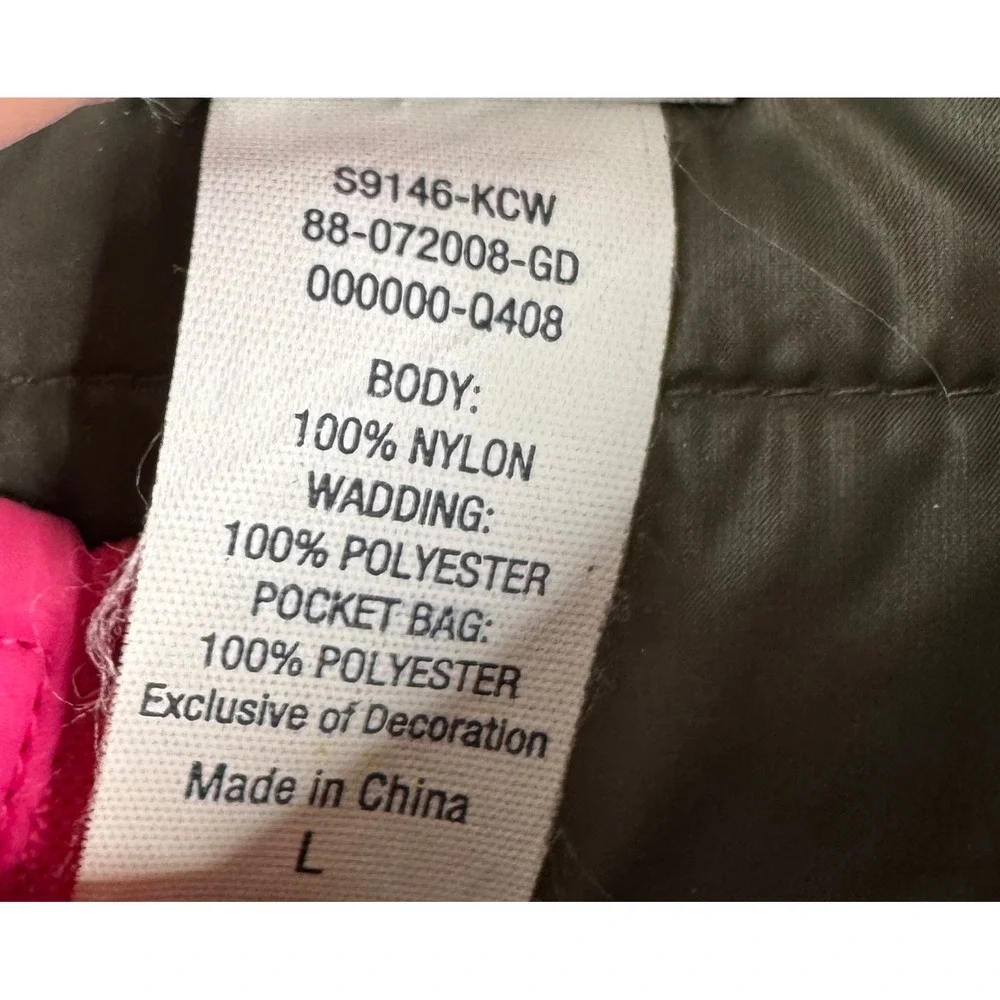 S9146-KCW
88-072008-GD
000000-Q408
BODY:
100% NYLON
WADDING:
100% POLYESTER
POCKET BAG:
100% POLYESTER
Exclusive of Decoration
Made in China
L